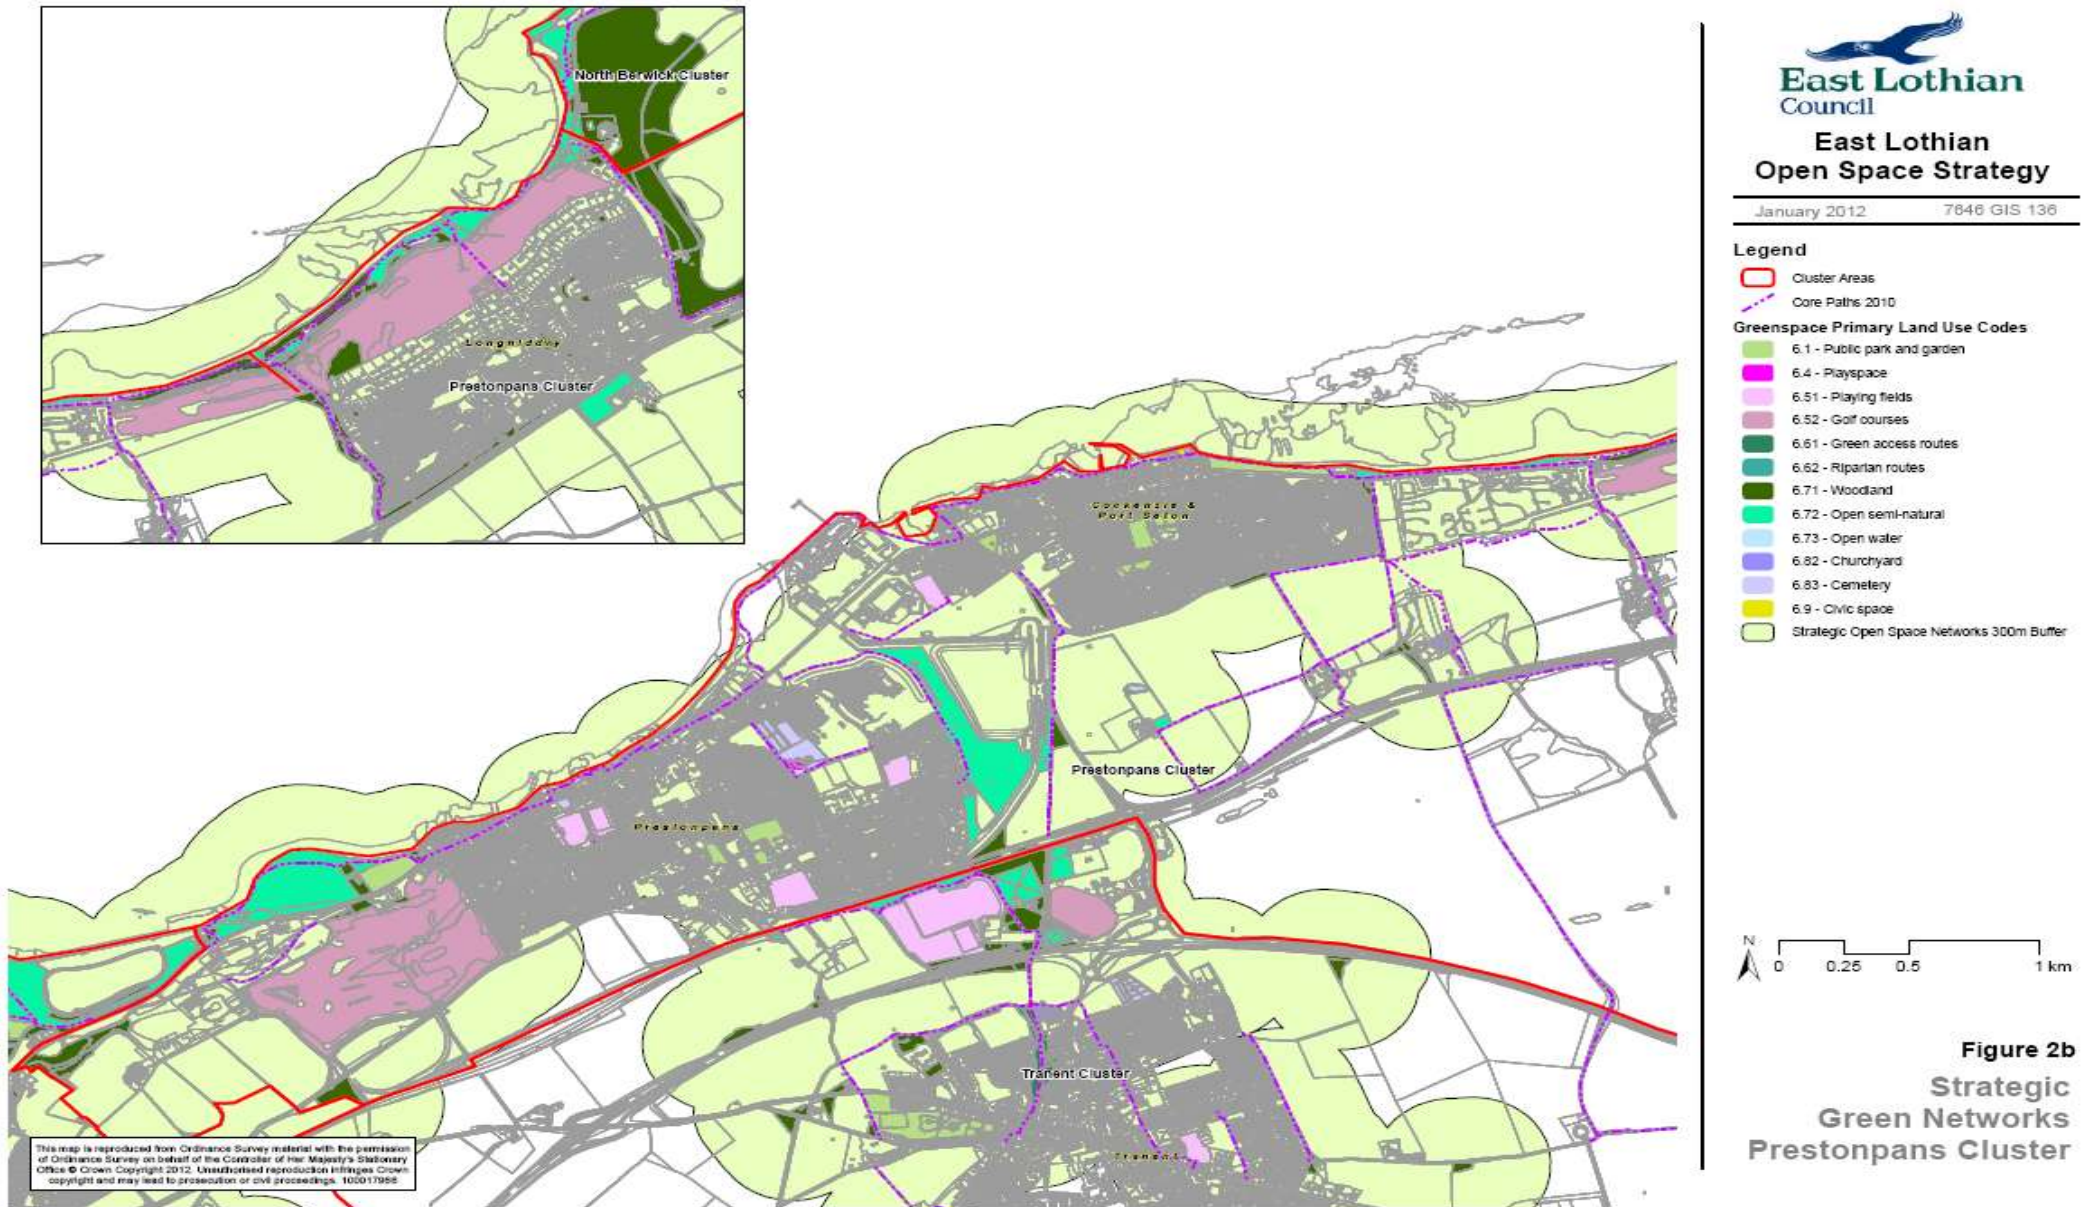 North Berwick Cluster
Longniddry
Prestonpans Cluster
Cockenzie &
Port Seton
Prestonpans Cluster
Prestonpans
Tranent Cluster
Tranent
This map is reproduced from Ordnance Survey material with the permission
of Ordnance Survey on behalf of the Controller of Her Majesty's Stationary
Office © Crown Copyright 2012. Unauthorised reproduction infringes Crown
copyright and may lead to prosecution or civil proceedings. 100017958
East Lothian
Council
East Lothian
Open Space Strategy
January 2012 7646 GIS 136
Legend
Cluster Areas
Core Paths 2010
Greenspace Primary Land Use Codes
6.1 - Public park and garden
6.4 - Playspace
6.51 - Playing fields
6.52 - Golf courses
6.61 - Green access routes
6.62 - Riparian routes
6.71 - Woodland
6.72 - Open semi-natural
6.73 - Open water
6.82 - Churchyard
6.83 - Cemetery
6.9 - Civic space
Strategic Open Space Networks 300m Buffer
N
0 0.25 0.5 1 km
Figure 2b
Strategic
Green Networks
Prestonpans Cluster